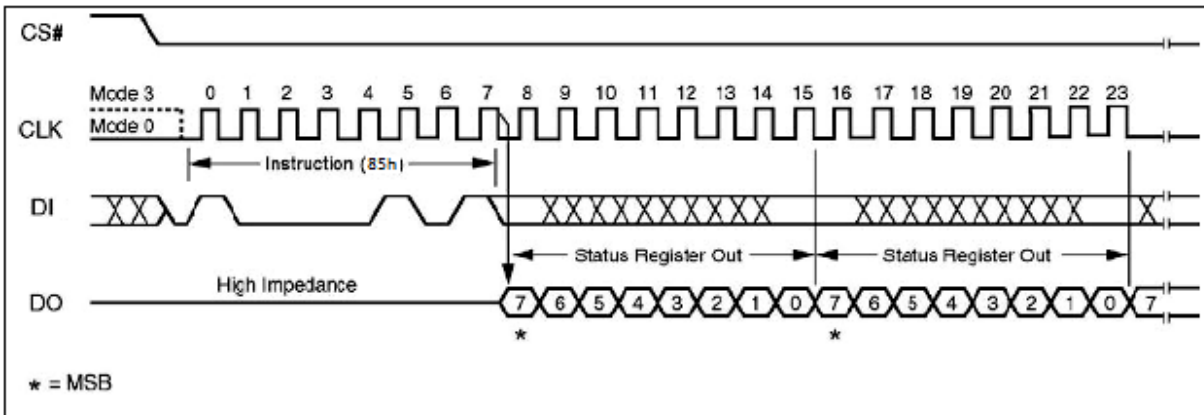 CS#
Mode 3 0 1 2 3 4 5 6 7 8 9 10 11 12 13 14 15 16 17 18 19 20 21 22 23
CLK Mode 0
Instruction (85h)
DI
Status Register Out Status Register Out
High Impedance
DO 7 6 5 4 3 2 1 0 7 6 5 4 3 2 1 0 7
* *
* = MSB